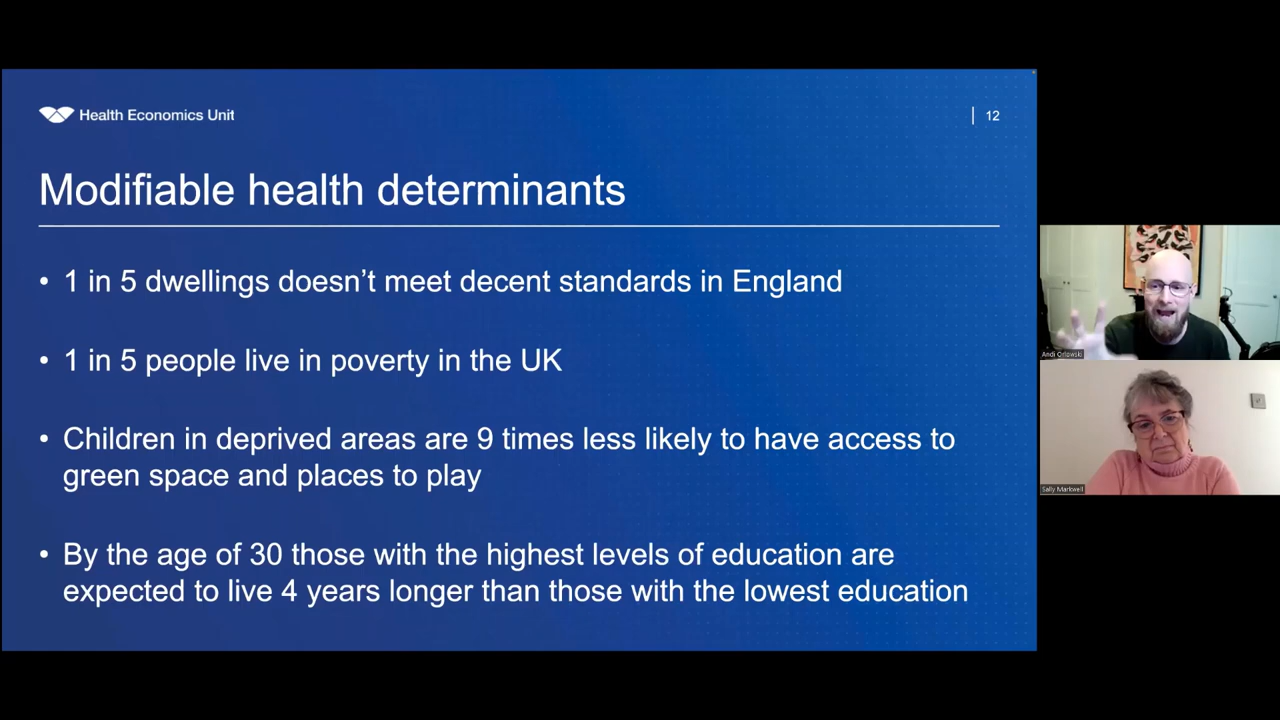 Health Economics Unit
12
Modifiable health determinants
• 1 in 5 dwellings doesn’t meet decent standards in England
• 1 in 5 people live in poverty in the UK
• Children in deprived areas are 9 times less likely to have access to
green space and places to play
• By the age of 30 those with the highest levels of education are
expected to live 4 years longer than those with the lowest education
Andi Orlowski
Sally Markwell